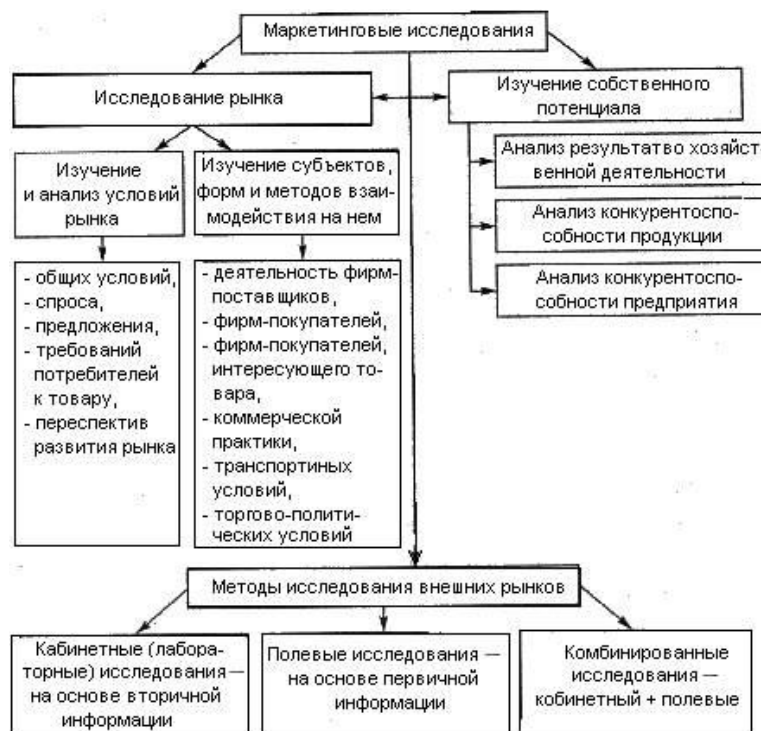 Маркетинговые исследования
Исследование рынка
Изучение собственного
потенциала
Изучение
и анализ условий
рынка
Изучение субъектов,
форм и методов взаи-
модействия на нем
Анализ результатво хозяйст-
венной деятельности
Анализ конкурентоспо-
собности продукции
Анализ конкурентоспо-
собности предприятия
- общих условий,
- спроса,
- предложения,
- требований
потребителей
к товару,
- переспектив
развития рынка
- деятельность фирм-
поставщиков,
- фирм-покупателей,
- фирм-покупателей,
интересующего то-
вара,
- коммерческой
практики,
- транспортиных
условий,
- торгово-полити-
ческих условий
Методы исследования внешних рынков
Кабинетные (лабора-
торные) исследования —
на основе вторичной
информации
Полевые исследования —
на основе первичной
информации
Комбинированные
исследования —
кобинетный + полевые